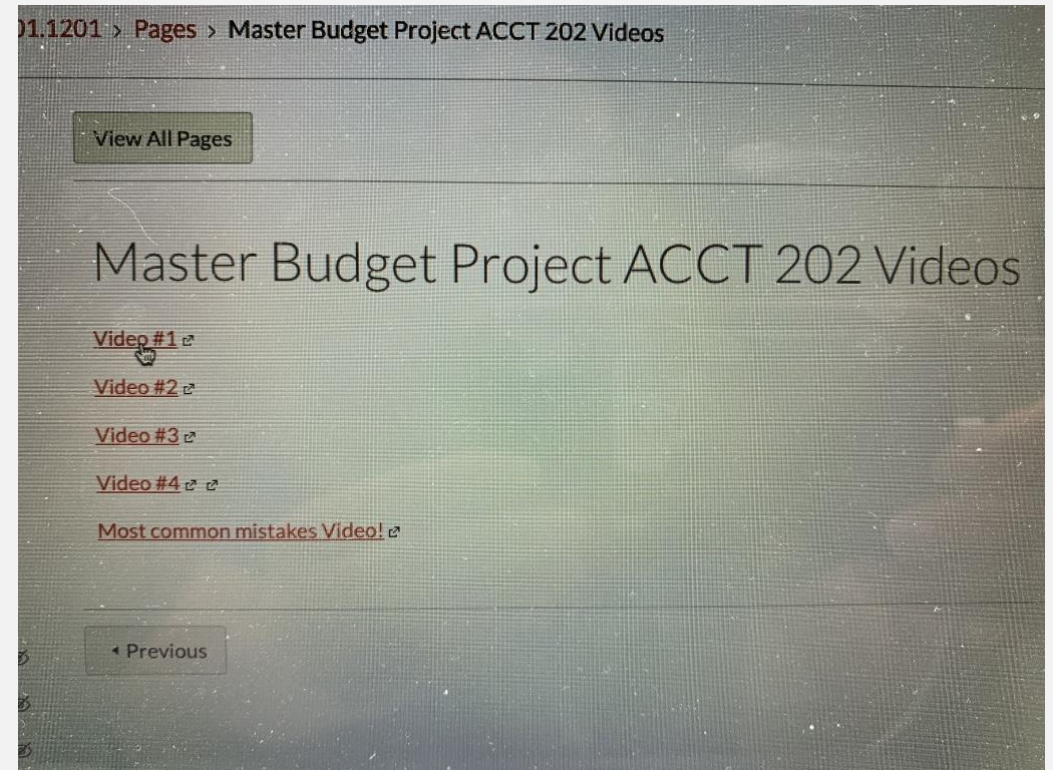 01.1201 > Pages > Master Budget Project ACCT 202 Videos
View All Pages
Master Budget Project ACCT 202 Videos
Video #1
Video #2
Video #3
Video #4
Most common mistakes Video!
Previous